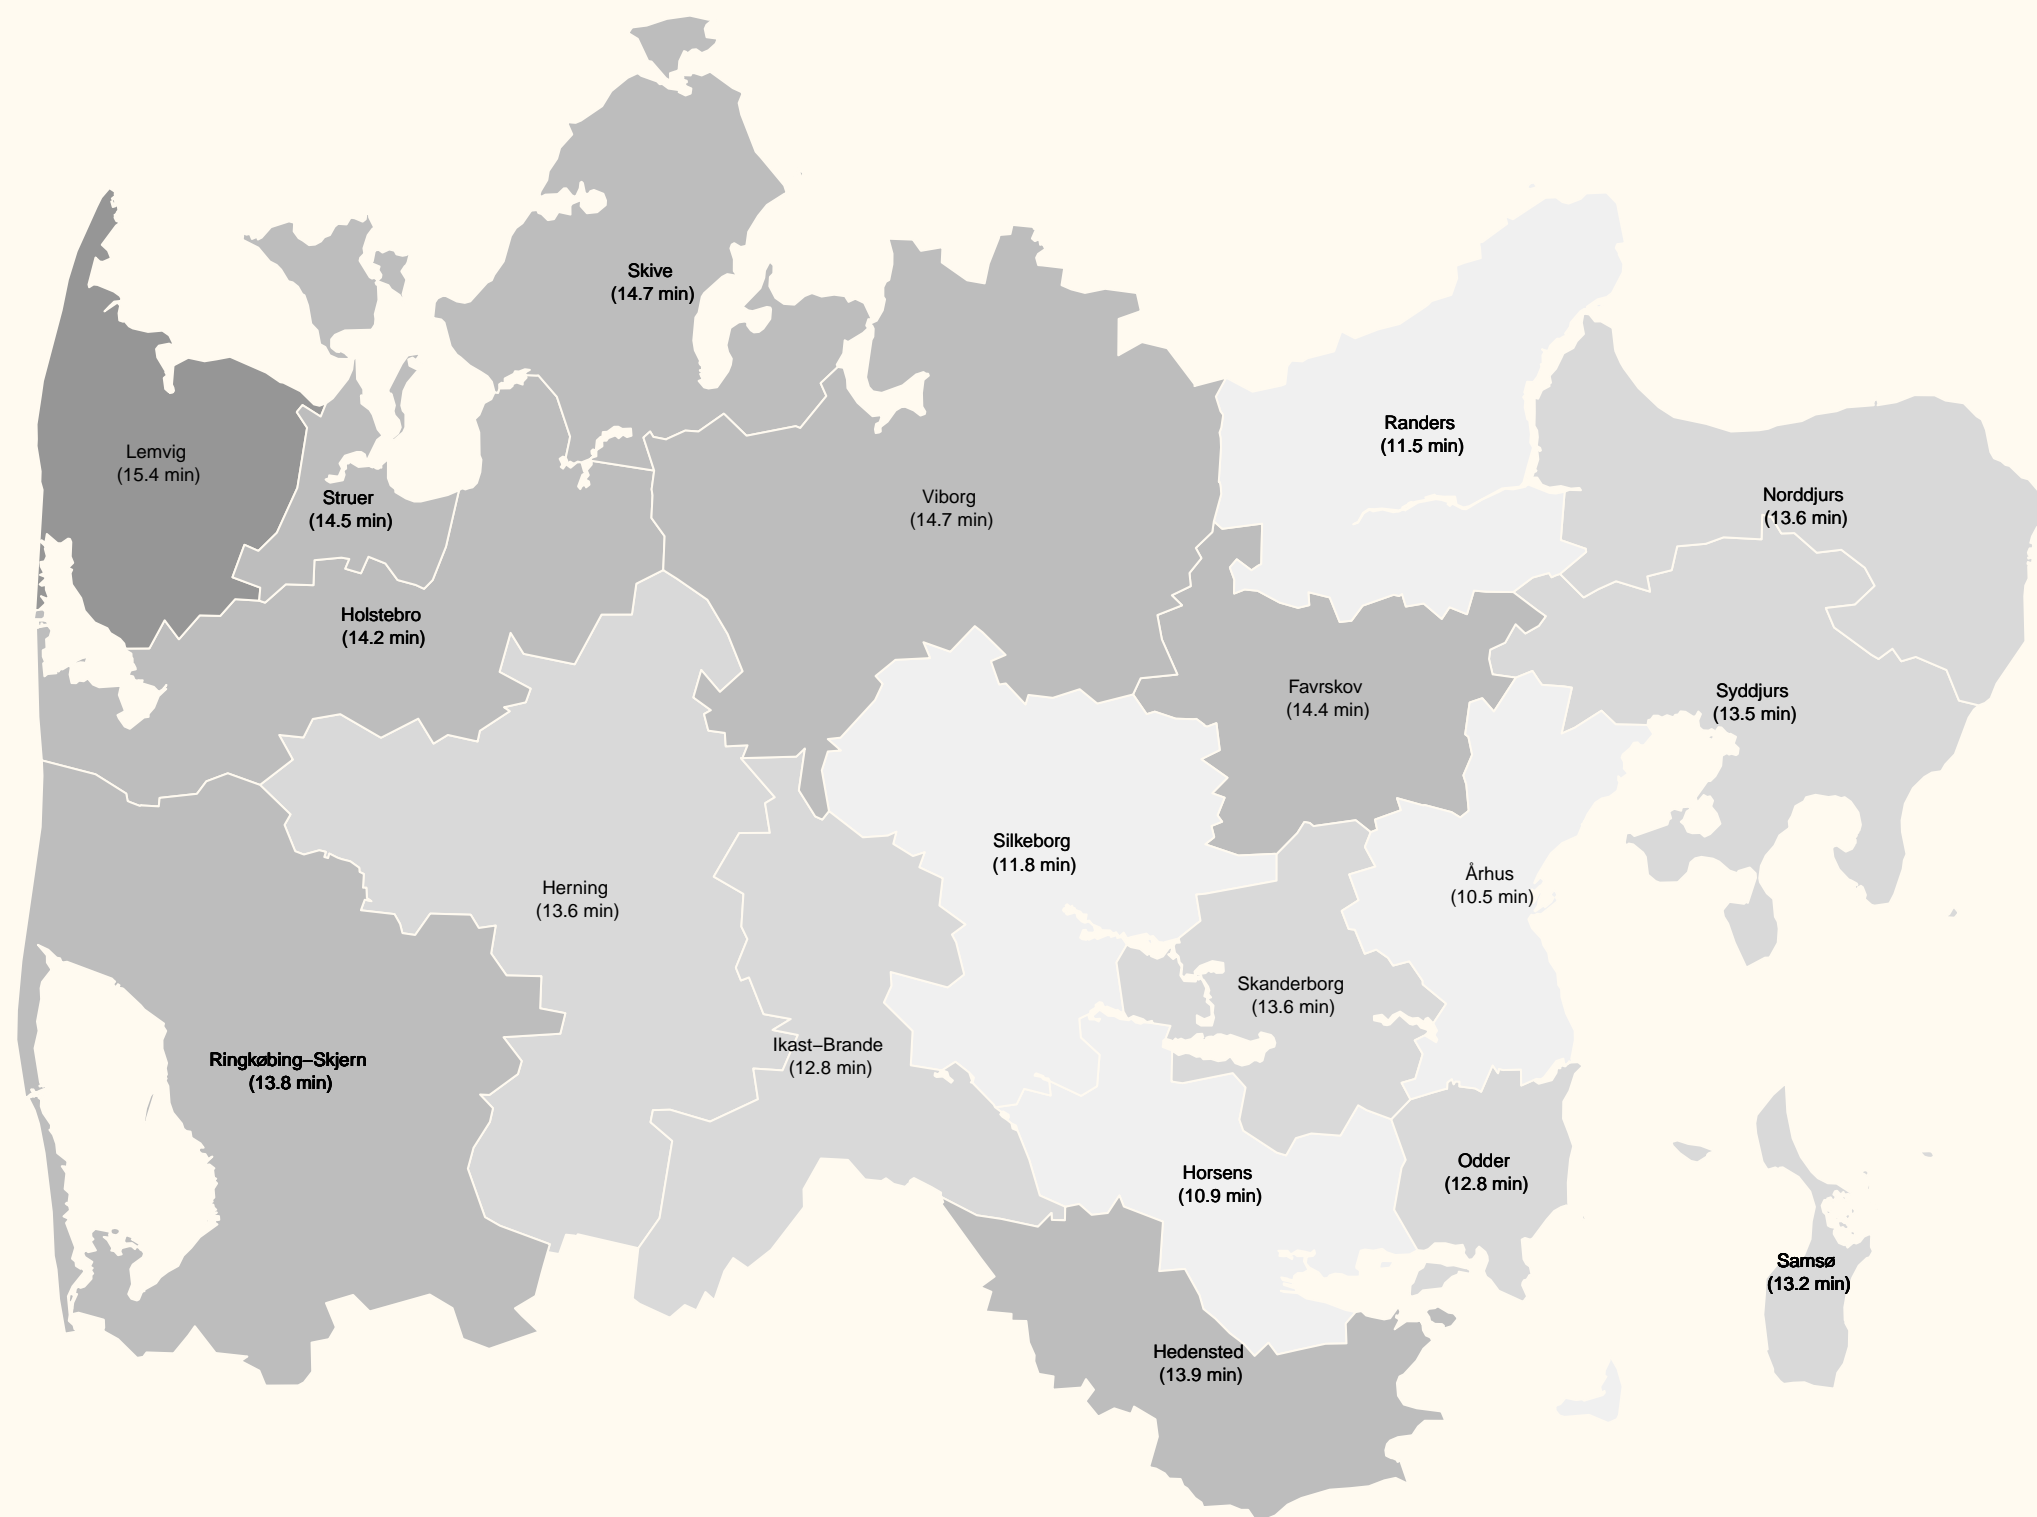 Skive
(14.7 min)
Randers
(11.5 min)
Lemvig
(15.4 min)
Struer
(14.5 min)
Viborg
(14.7 min)
Norddjurs
(13.6 min)
Holstebro
(14.2 min)
Favrskov
(14.4 min)
Syddjurs
(13.5 min)
Silkeborg
(11.8 min)
Herning
(13.6 min)
Århus
(10.5 min)
Skanderborg
(13.6 min)
Ringkøbing–Skjern
(13.8 min)
Ikast–Brande
(12.8 min)
Horsens
(10.9 min)
Odder
(12.8 min)
Samsø
(13.2 min)
Hedensted
(13.9 min)